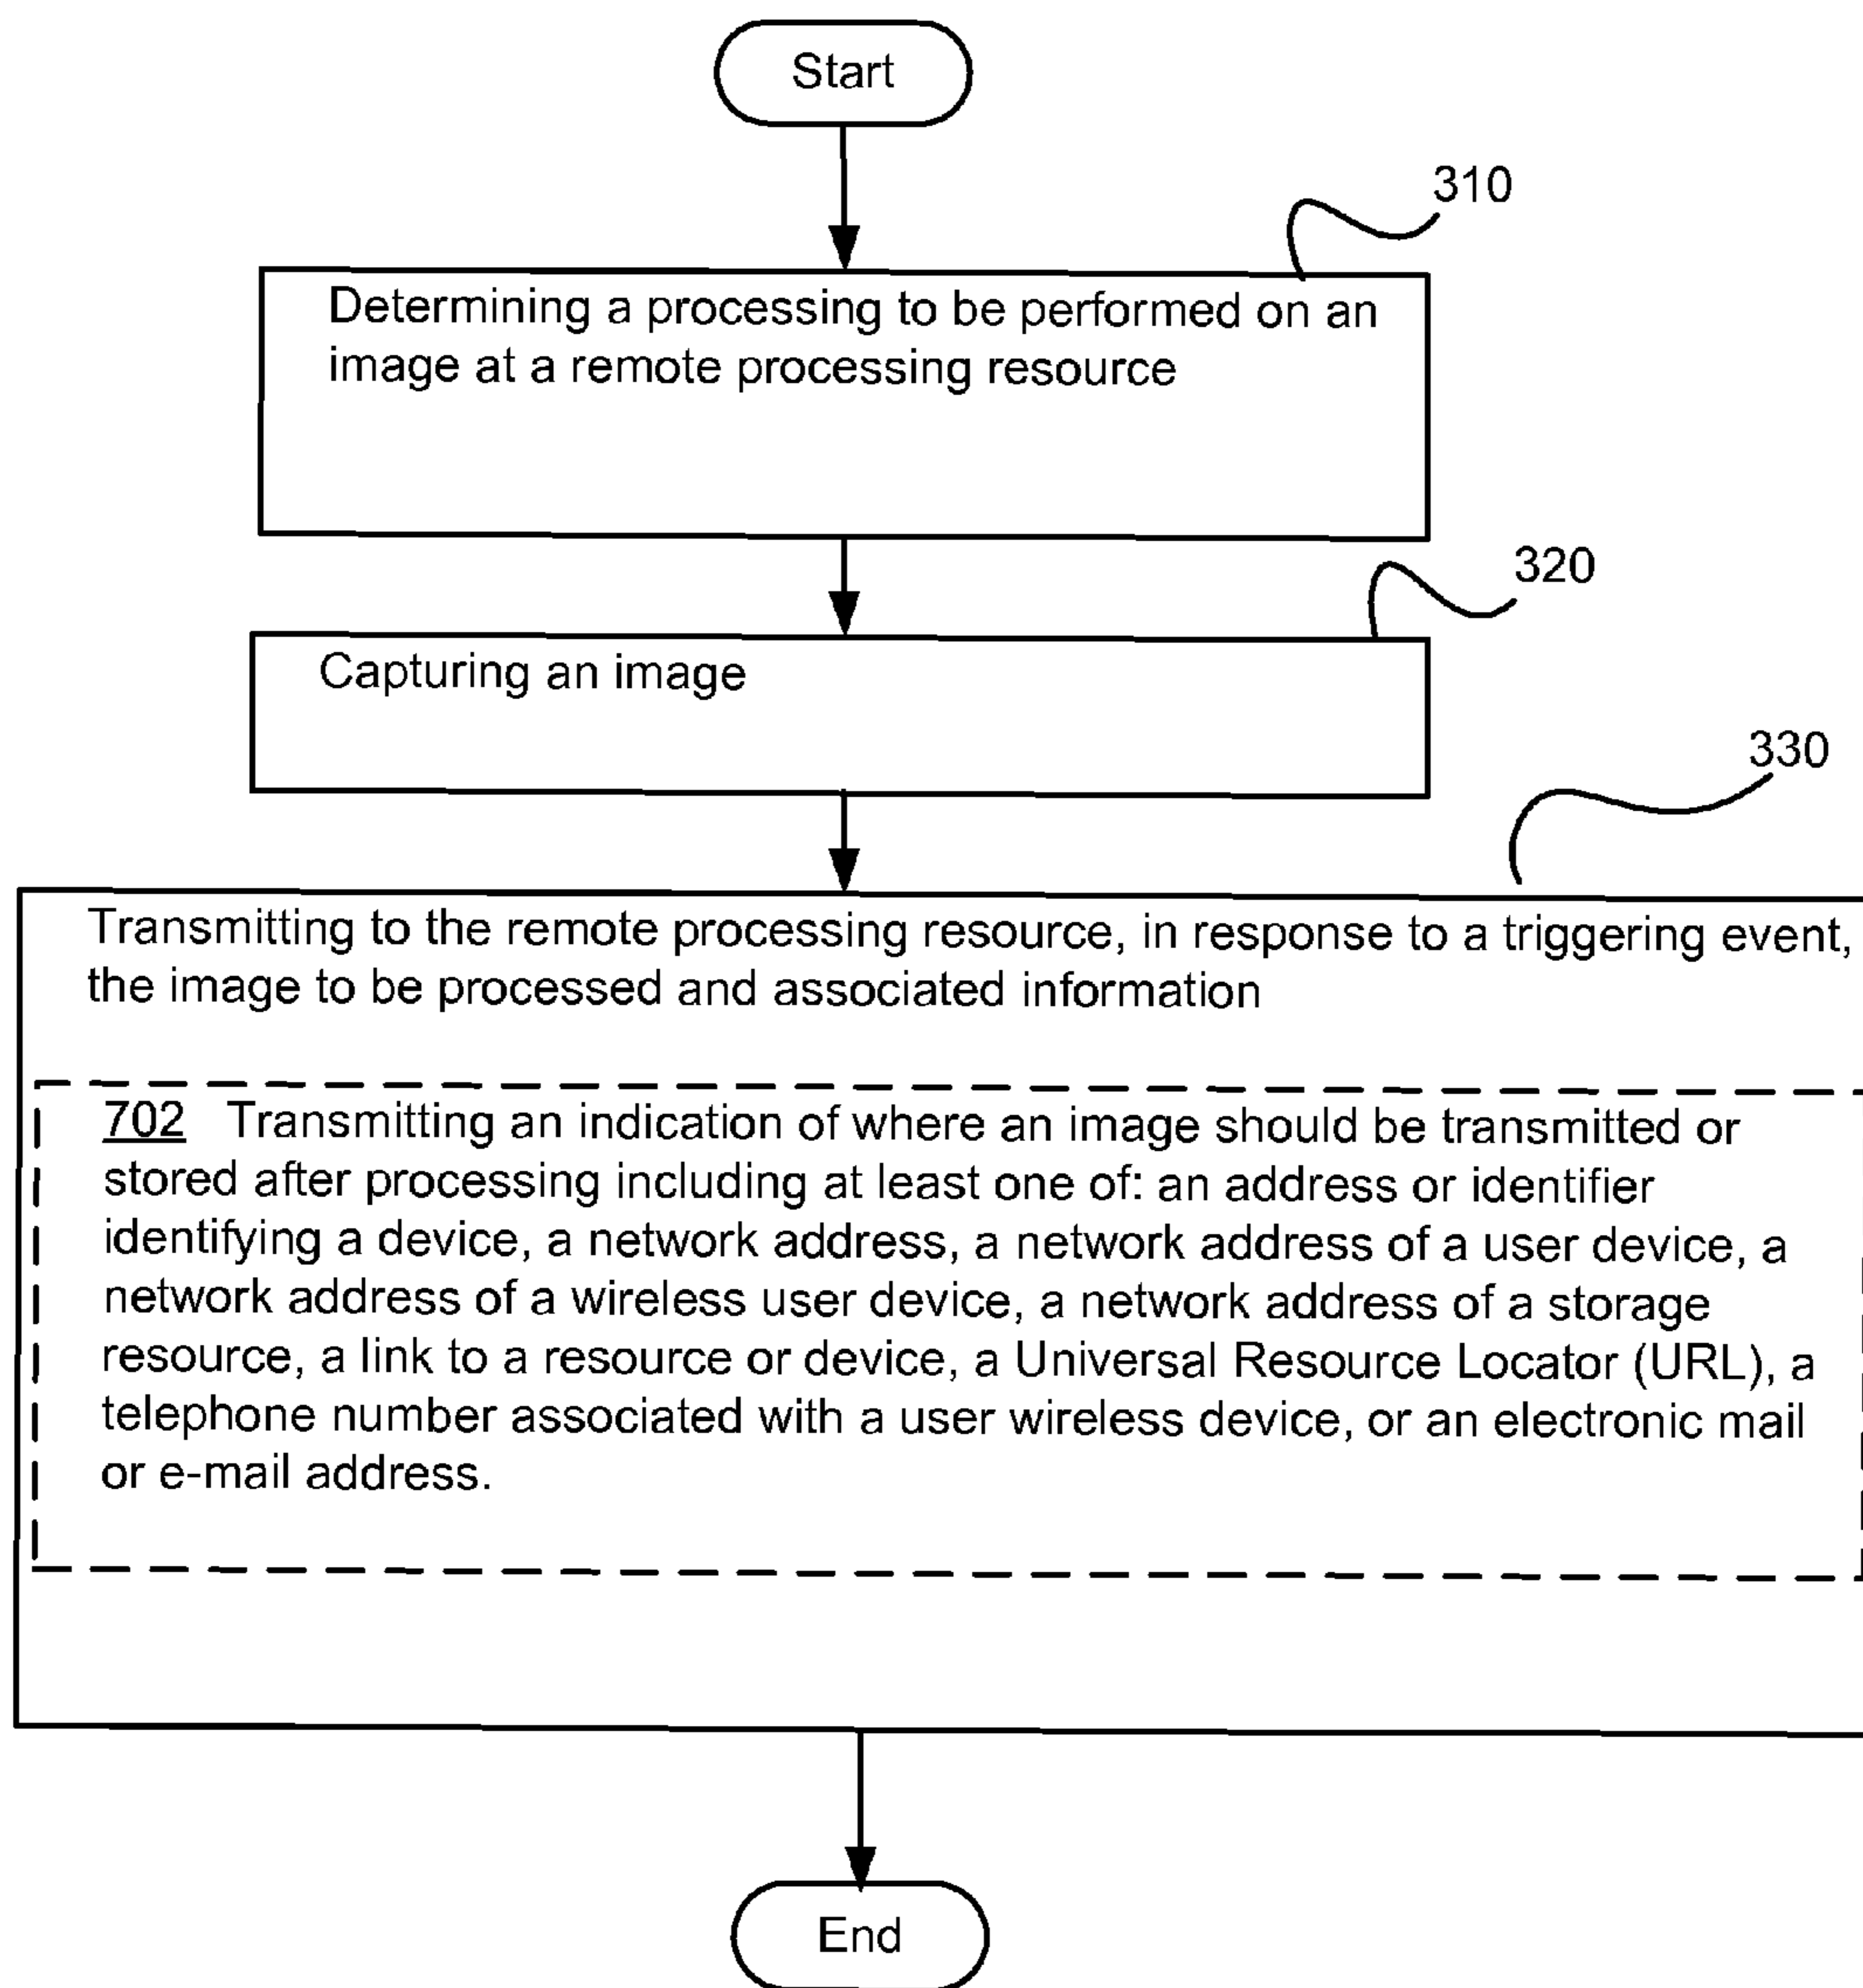 Start
310
Determining a processing to be performed on an
image at a remote processing resource
320
Capturing an image
330
Transmitting to the remote processing resource, in response to a triggering event,
the image to be processed and associated information
702 Transmitting an indication of where an image should be transmitted or
stored after processing including at least one of: an address or identifier
identifying a device, a network address, a network address of a user device, a
network address of a wireless user device, a network address of a storage
resource, a link to a resource or device, a Universal Resource Locator (URL), a
telephone number associated with a user wireless device, or an electronic mail
or e-mail address.
End